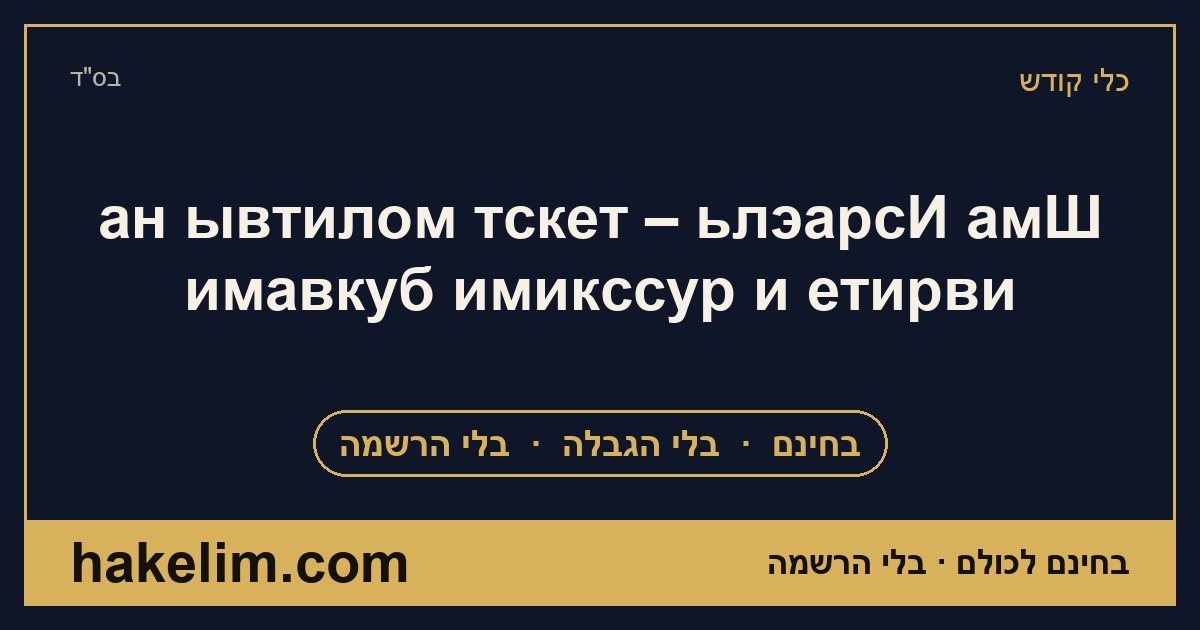 כלי קודש
בס"ד
ан ывтилом тскет – ьлэарсИ амШ
имавкуб имикссур и етирви
בחינם · בלי הגבלה · בלי הרשמה
hakelim.com
בחינם לכולם · בלי הרשמה